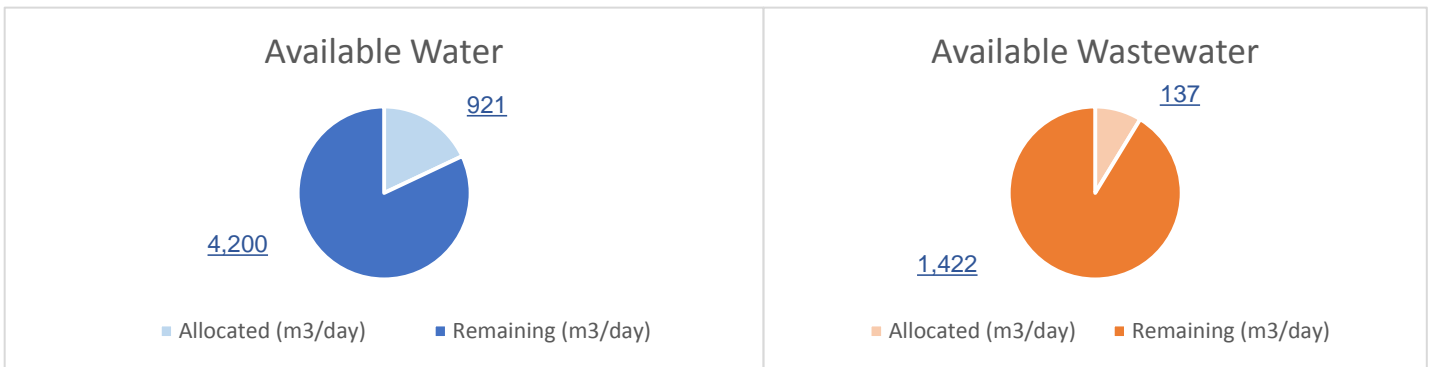 Available Water
921
4,200
Allocated (m3/day) Remaining (m3/day)
Available Wastewater
137
1,422
Allocated (m3/day) Remaining (m3/day)